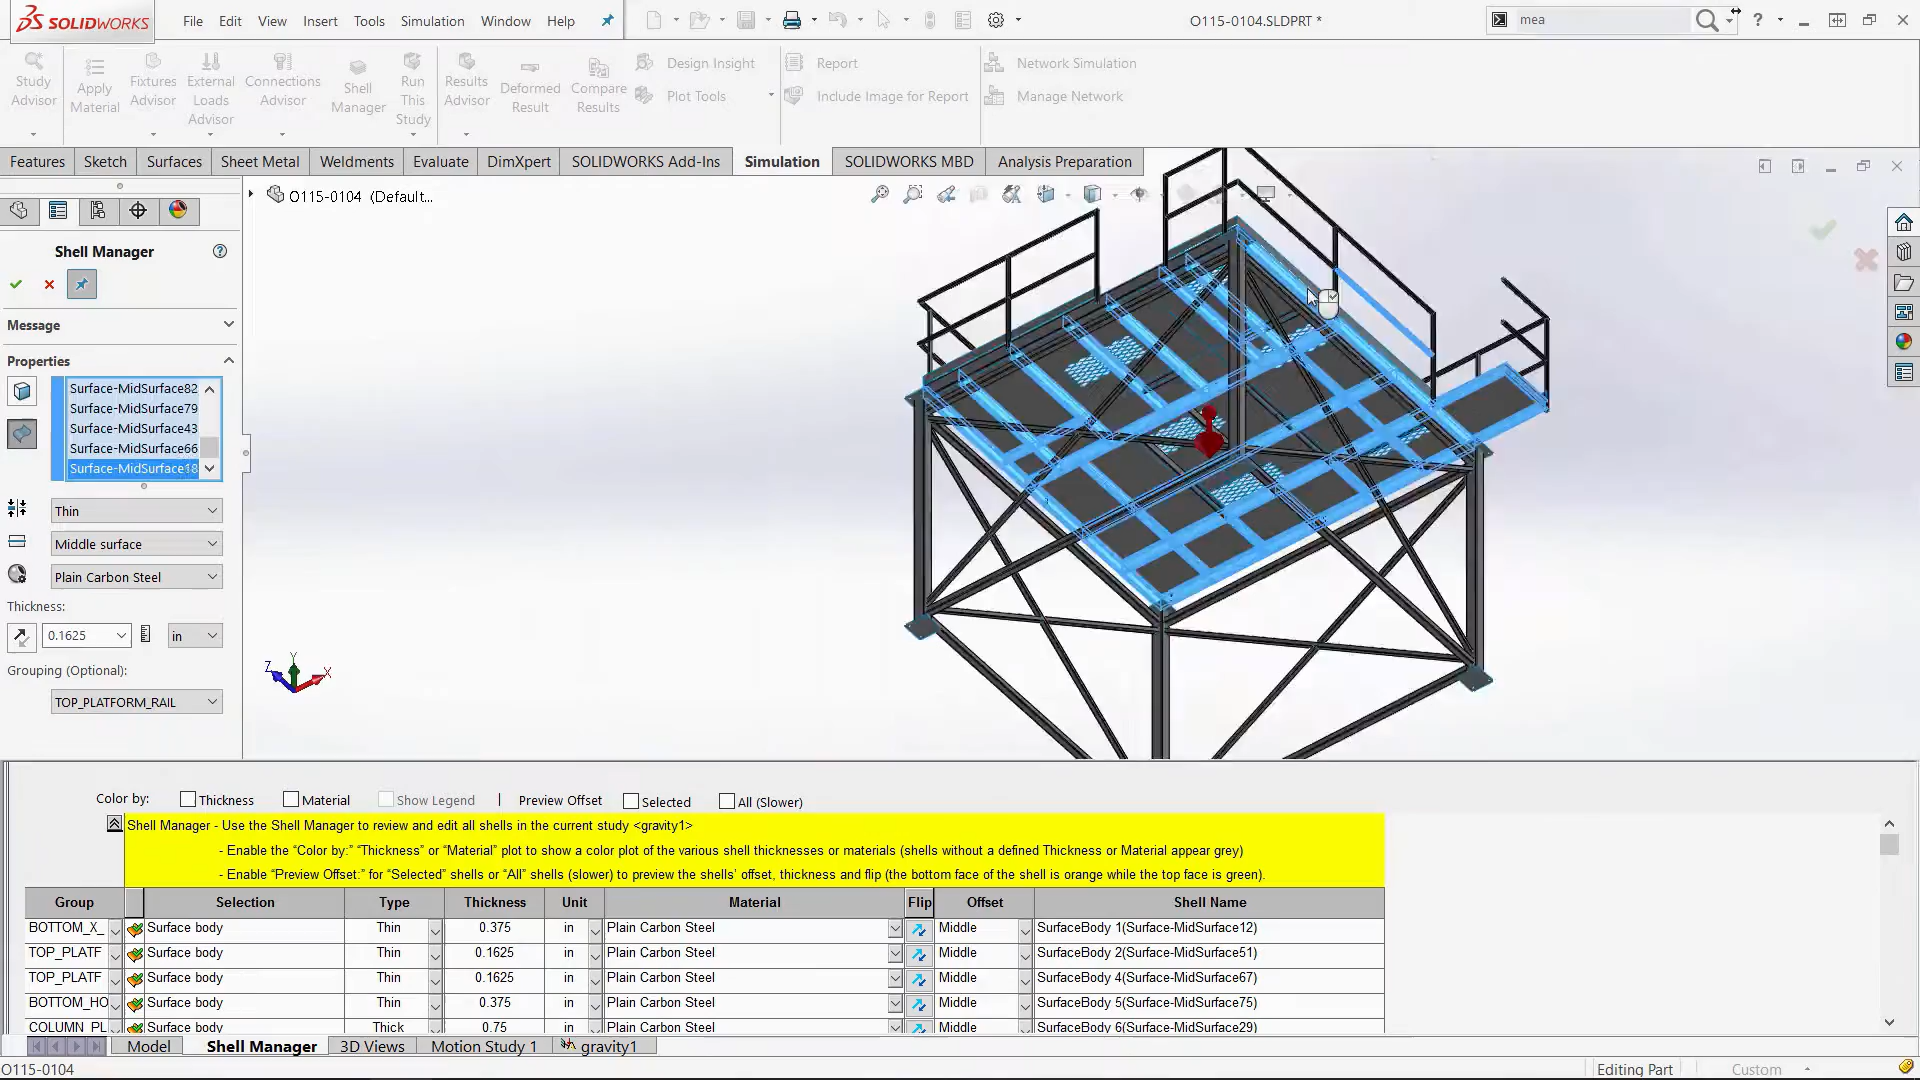 SOLIDWORKS
File Edit View Insert Tools Simulation Window Help
O115-0104.SLDPRT *
mea
?
Study Advisor
Apply Material
Fixtures Advisor
External Loads Advisor
Connections Advisor
Shell Manager
Run This Study
Results Advisor
Deformed Result
Compare Results
Design Insight
Plot Tools
Report
Include Image for Report
Network Simulation
Manage Network
Features Sketch Surfaces Sheet Metal Weldments Evaluate DimXpert SOLIDWORKS Add-Ins Simulation SOLIDWORKS MBD Analysis Preparation
O115-0104 (Default...
Shell Manager
?
Message
Properties
Surface-MidSurface82
Surface-MidSurface79
Surface-MidSurface43
Surface-MidSurface66
Surface-MidSurface18
Thin
Middle surface
Plain Carbon Steel
Thickness:
0.1625 in
Grouping (Optional):
TOP_PLATFORM_RAIL
Z Y X
Color by: Thickness Material Show Legend | Preview Offset Selected All (Slower)
Shell Manager - Use the Shell Manager to review and edit all shells in the current study <gravity1>
- Enable the “Color by:” “Thickness” or “Material” plot to show a color plot of the various shell thicknesses or materials (shells without a defined Thickness or Material appear grey)
- Enable “Preview Offset:” for “Selected” shells or “All” shells (slower) to preview the shells’ offset, thickness and flip (the bottom face of the shell is orange while the top face is green).
Group Selection Type Thickness Unit Material Flip Offset Shell Name
BOTTOM_X_ Surface body Thin 0.375 in Plain Carbon Steel Middle SurfaceBody 1(Surface-MidSurface12)
TOP_PLATF Surface body Thin 0.1625 in Plain Carbon Steel Middle SurfaceBody 2(Surface-MidSurface51)
TOP_PLATF Surface body Thin 0.1625 in Plain Carbon Steel Middle SurfaceBody 4(Surface-MidSurface67)
BOTTOM_HO Surface body Thin 0.375 in Plain Carbon Steel Middle SurfaceBody 5(Surface-MidSurface75)
COLUMN_PL Surface body Thick 0.75 in Plain Carbon Steel Middle SurfaceBody 6(Surface-MidSurface29)
Model Shell Manager 3D Views Motion Study 1 gravity1
O115-0104
Editing Part
Custom